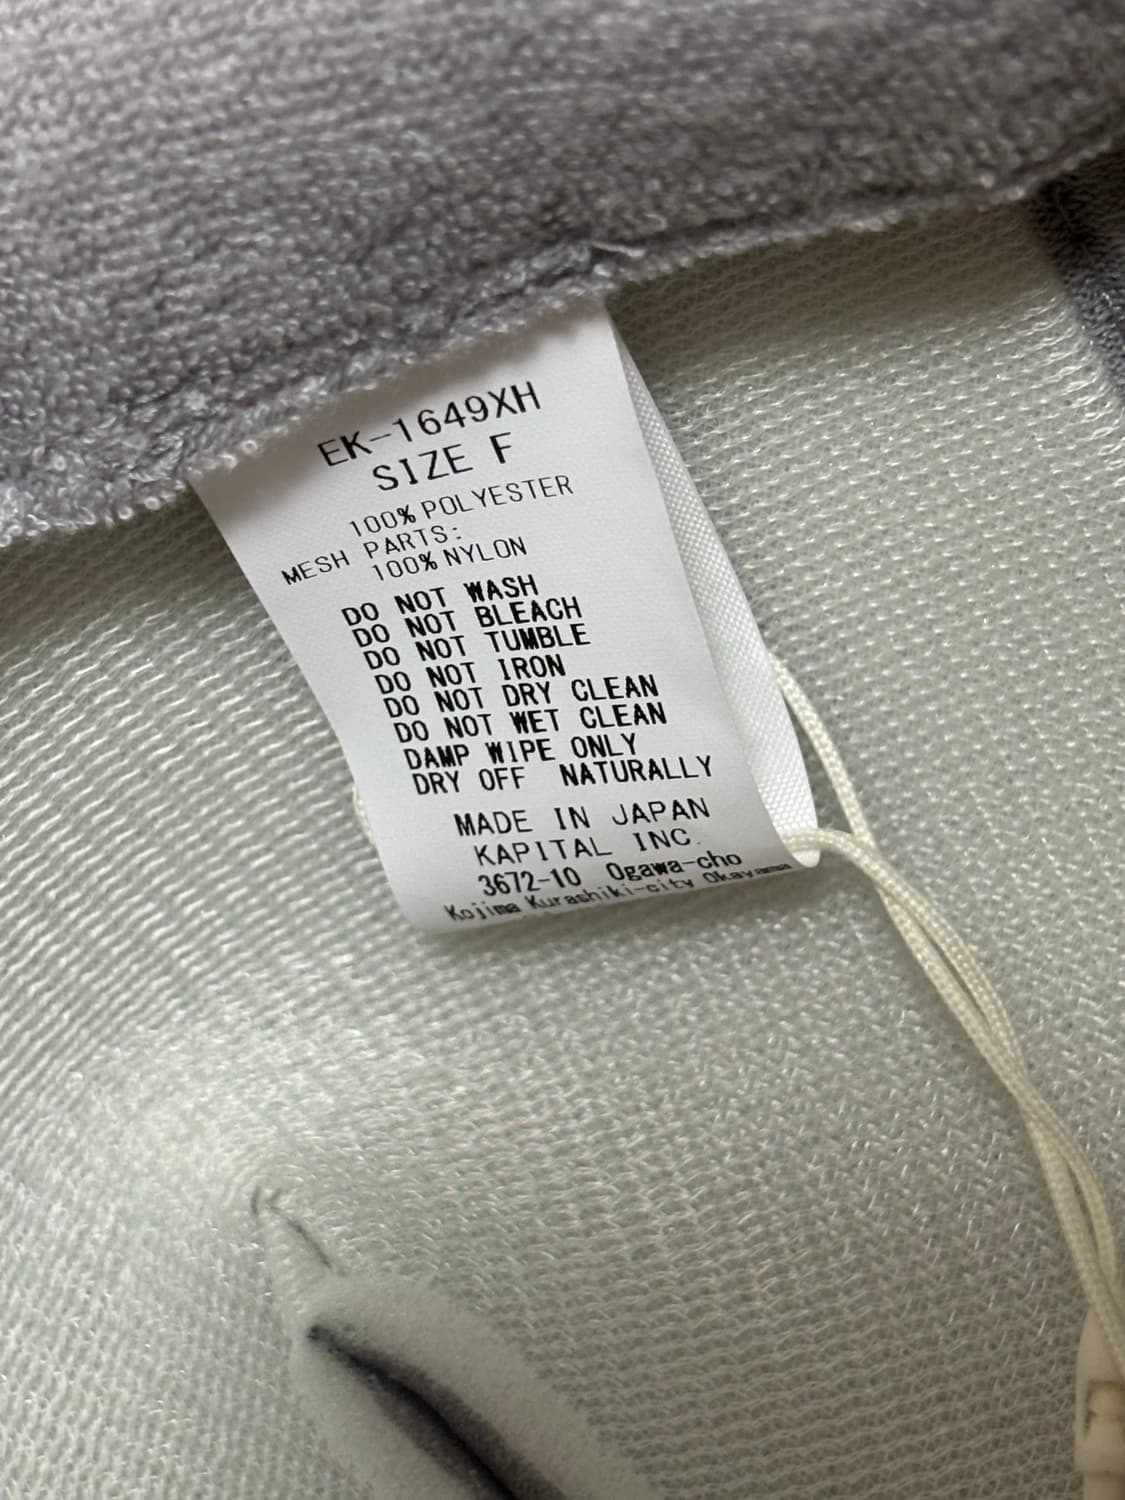 EK-1649XH
SIZE F
100% POLYESTER
MESH PARTS:
100% NYLON
DO NOT WASH
DO NOT BLEACH
DO NOT TUMBLE
DO NOT IRON
DO NOT DRY CLEAN
DO NOT WET CLEAN
DAMP WIPE ONLY
DRY OFF NATURALLY
MADE IN JAPAN
KAPITAL INC.
3672-10 Ogawa-cho
Kojima Kurashiki-city Okayama